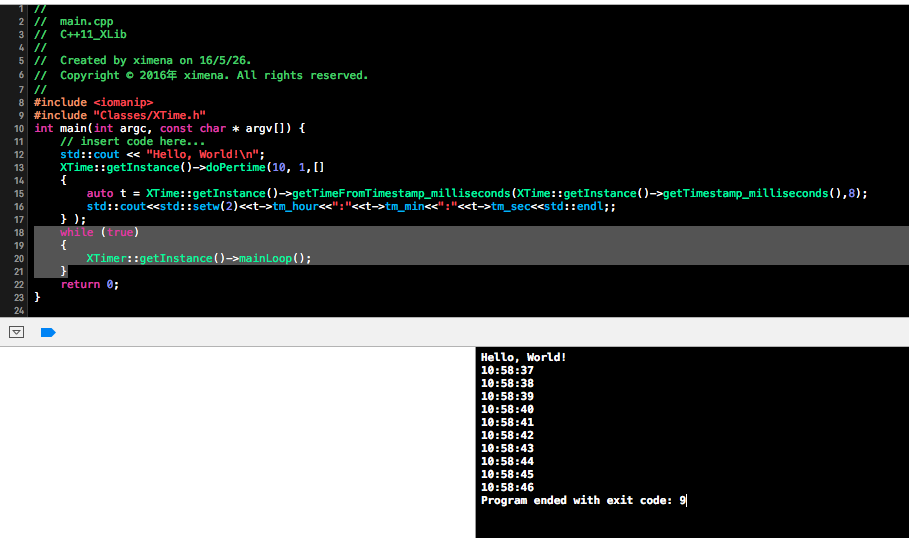 1 //
2 //  main.cpp
3 //  C++11_XLib
4 //
5 //  Created by ximena on 16/5/26.
6 //  Copyright © 2016年 ximena. All rights reserved.
7 //
8 #include <iomanip>
9 #include "Classes/XTime.h"
10 int main(int argc, const char * argv[]) {
11     // insert code here...
12     std::cout << "Hello, World!\n";
13     XTime::getInstance()->doPertime(10, 1,[]
14     {
15         auto t = XTime::getInstance()->getTimeFromTimestamp_milliseconds(XTime::getInstance()->getTimestamp_milliseconds(),8);
16         std::cout<<std::setw(2)<<t->tm_hour<<":"<<t->tm_min<<":"<<t->tm_sec<<std::endl;;
17     } );
18     while (true)
19     {
20         XTimer::getInstance()->mainLoop();
21     }
22     return 0;
23 }
24
Hello, World!
10:58:37
10:58:38
10:58:39
10:58:40
10:58:41
10:58:42
10:58:43
10:58:44
10:58:45
10:58:46
Program ended with exit code: 9